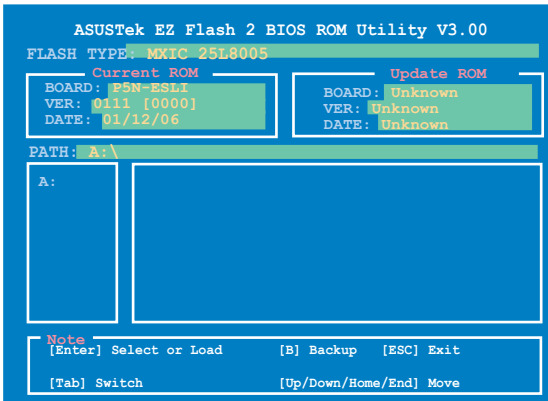 ASUSTek EZ Flash 2 BIOS ROM Utility V3.00
FLASH TYPE: MXIC 25L8005
Current ROM
BOARD: P5N-ESLI
VER: 0111 [0000]
DATE: 01/12/06
Update ROM
BOARD: Unknown
VER: Unknown
DATE: Unknown
PATH: A:\
A:
Note
[Enter] Select or Load [B] Backup [ESC] Exit
[Tab] Switch [Up/Down/Home/End] Move